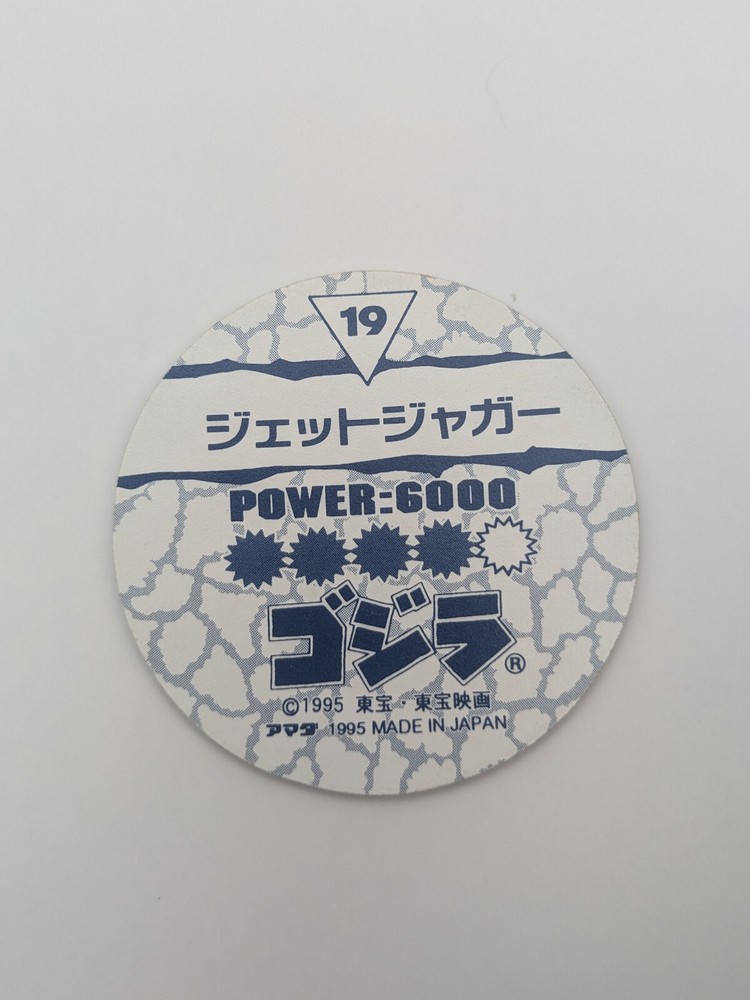 19
ジェットジャガー
POWER:6000
ゴジラ®
©1995 東宝・東宝映画
アマダ 1995 MADE IN JAPAN